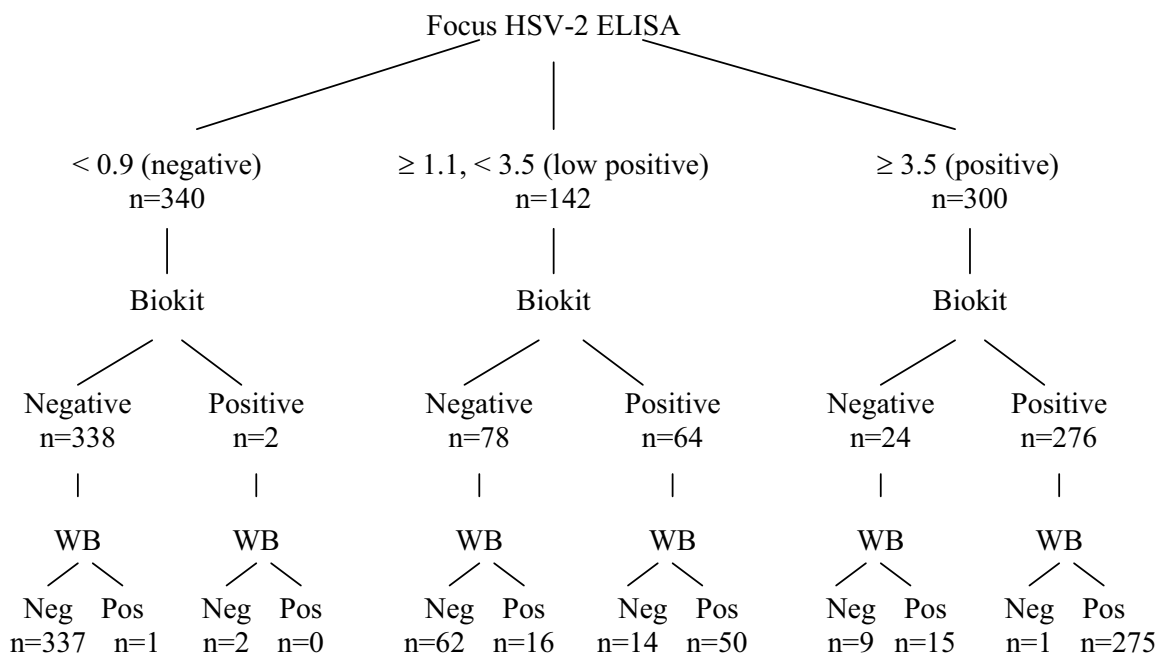 Focus HSV-2 ELISA
< 0.9 (negative) ≥ 1.1, < 3.5 (low positive) ≥ 3.5 (positive)
n=340 n=142 n=300
Biokit Biokit Biokit
Negative Positive Negative Positive Negative Positive
n=338 n=2 n=78 n=64 n=24 n=276
WB WB WB WB WB WB
Neg Pos Neg Pos Neg Pos Neg Pos Neg Pos Neg Pos
n=337 n=1 n=2 n=0 n=62 n=16 n=14 n=50 n=9 n=15 n=1 n=275